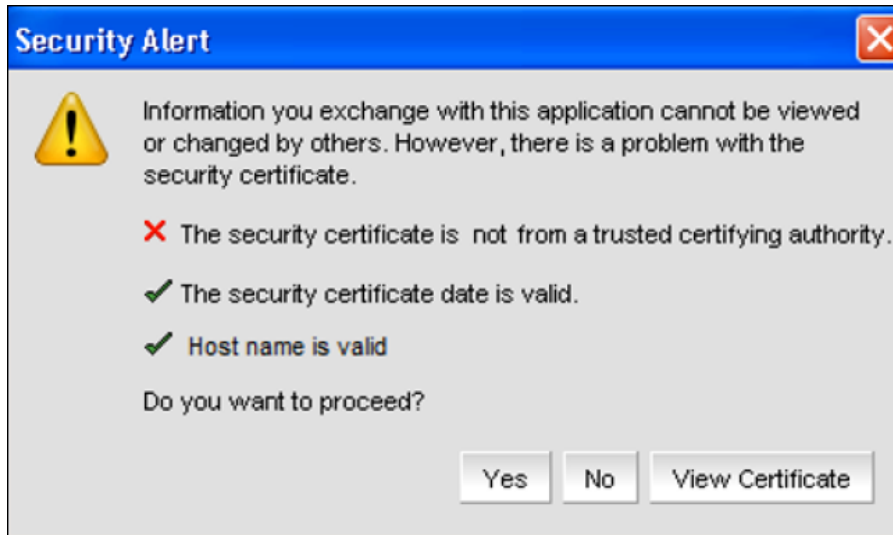 Security Alert
Information you exchange with this application cannot be viewed
or changed by others. However, there is a problem with the
security certificate.
The security certificate is not from a trusted certifying authority.
The security certificate date is valid.
Host name is valid
Do you want to proceed?
Yes No View Certificate